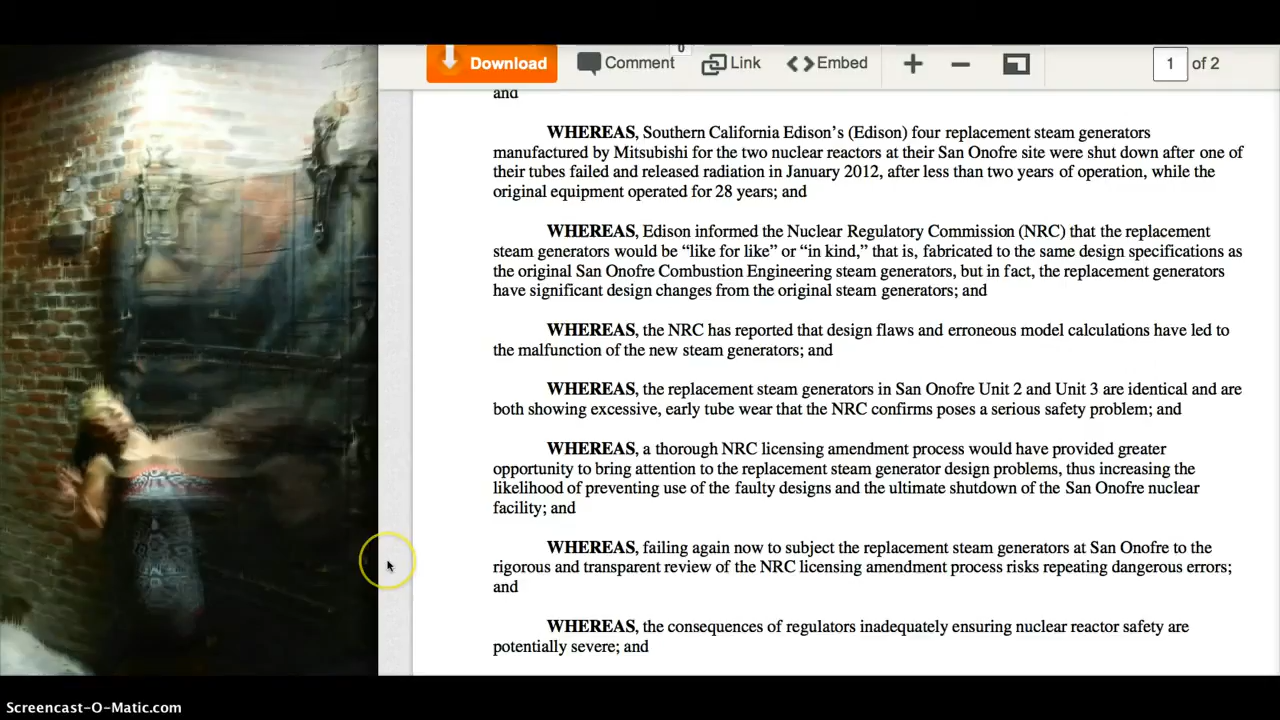 0
Download
Comment
Link
Embed
1 of 2
and
WHEREAS, Southern California Edison’s (Edison) four replacement steam generators
manufactured by Mitsubishi for the two nuclear reactors at their San Onofre site were shut down after one of
their tubes failed and released radiation in January 2012, after less than two years of operation, while the
original equipment operated for 28 years; and
WHEREAS, Edison informed the Nuclear Regulatory Commission (NRC) that the replacement
steam generators would be “like for like” or “in kind,” that is, fabricated to the same design specifications as
the original San Onofre Combustion Engineering steam generators, but in fact, the replacement generators
have significant design changes from the original steam generators; and
WHEREAS, the NRC has reported that design flaws and erroneous model calculations have led to
the malfunction of the new steam generators; and
WHEREAS, the replacement steam generators in San Onofre Unit 2 and Unit 3 are identical and are
both showing excessive, early tube wear that the NRC confirms poses a serious safety problem; and
WHEREAS, a thorough NRC licensing amendment process would have provided greater
opportunity to bring attention to the replacement steam generator design problems, thus increasing the
likelihood of preventing use of the faulty designs and the ultimate shutdown of the San Onofre nuclear
facility; and
WHEREAS, failing again now to subject the replacement steam generators at San Onofre to the
rigorous and transparent review of the NRC licensing amendment process risks repeating dangerous errors;
and
WHEREAS, the consequences of regulators inadequately ensuring nuclear reactor safety are
potentially severe; and
Screencast-O-Matic.com